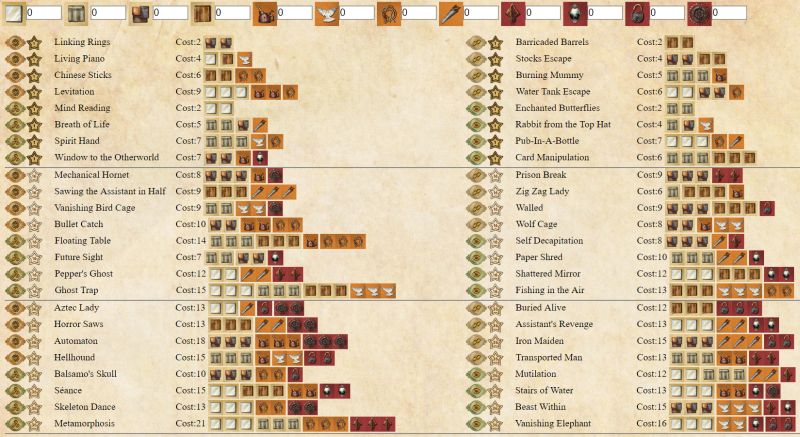 0 0 0 0 0 0 0 0 0 0 0 0
Linking Rings Cost:2
Living Piano Cost:4
Chinese Sticks Cost:6
Levitation Cost:9
Mind Reading Cost:2
Breath of Life Cost:5
Spirit Hand Cost:7
Window to the Otherworld Cost:7
Mechanical Hornet Cost:8
Sawing the Assistant in Half Cost:9
Vanishing Bird Cage Cost:9
Bullet Catch Cost:10
Floating Table Cost:14
Future Sight Cost:7
Pepper's Ghost Cost:12
Ghost Trap Cost:15
Aztec Lady Cost:13
Horror Saws Cost:13
Automaton Cost:18
Hellhound Cost:15
Balsamo's Skull Cost:10
Séance Cost:15
Skeleton Dance Cost:13
Metamorphosis Cost:21
Barricaded Barrels Cost:2
Stocks Escape Cost:4
Burning Mummy Cost:5
Water Tank Escape Cost:6
Enchanted Butterflies Cost:2
Rabbit from the Top Hat Cost:4
Pub-In-A-Bottle Cost:7
Card Manipulation Cost:6
Prison Break Cost:9
Zig Zag Lady Cost:6
Walled Cost:9
Wolf Cage Cost:8
Self Decapitation Cost:8
Paper Shred Cost:10
Shattered Mirror Cost:12
Fishing in the Air Cost:13
Buried Alive Cost:12
Assistant's Revenge Cost:13
Iron Maiden Cost:15
Transported Man Cost:13
Mutilation Cost:12
Stairs of Water Cost:13
Beast Within Cost:15
Vanishing Elephant Cost:16